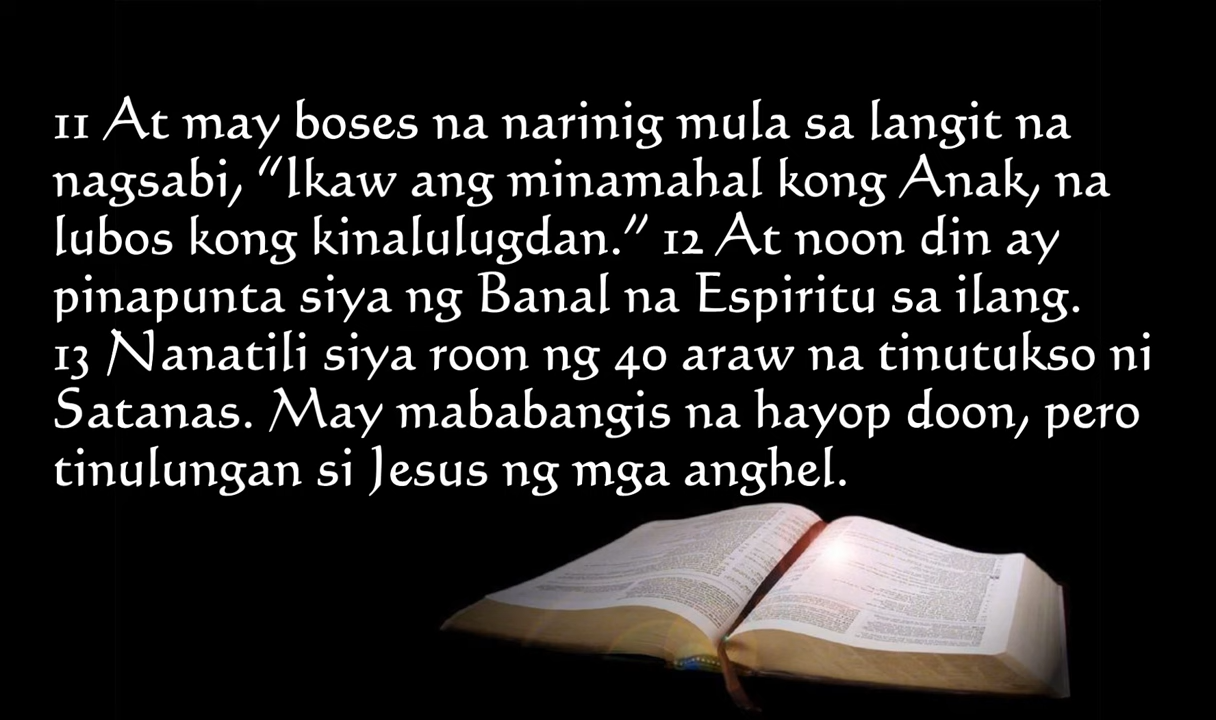 11 At may boses na narinig mula sa langit na
nagsabi, “Ikaw ang minamahal kong Anak, na
lubos kong kinalulugdan.” 12 At noon din ay
pinapunta siya ng Banal na Espiritu sa ilang.
13 Nanatili siya roon ng 40 araw na tinutukso ni
Satanas. May mababangis na hayop doon, pero
tinulungan si Jesus ng mga anghel.